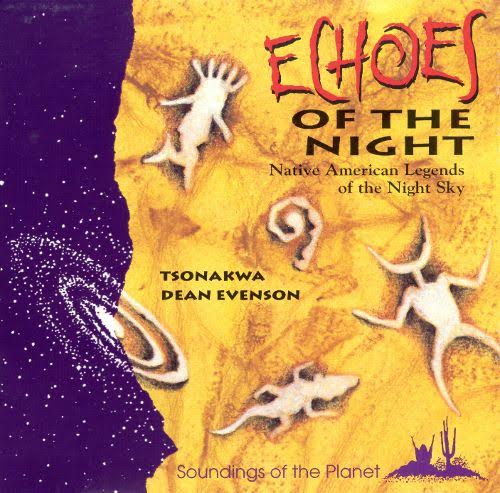 ECHOES
OF THE
NIGHT
Native American Legends
of the Night Sky
TSONAKWA
DEAN EVENSON
Soundings of the Planet